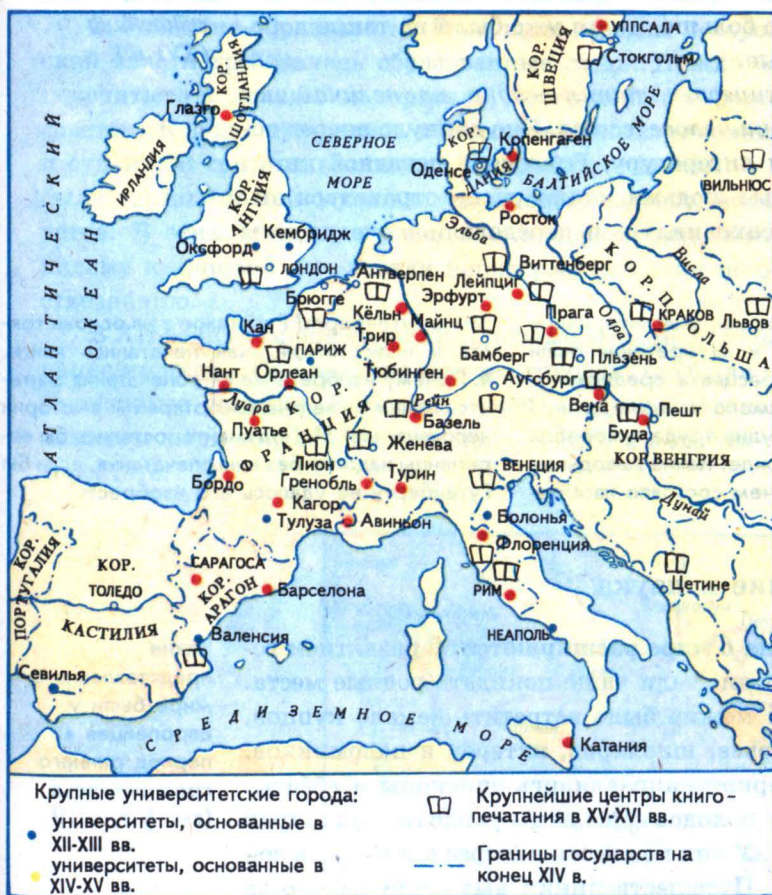 УППСАЛА
Стокгольм
КОР.
ШВЕЦИЯ
КОР.
ШОТЛАНДИЯ
Глазго
АТЛАНТИЧЕСКИЙ
ОКЕАН
ИРЛАНДИЯ
СЕВЕРНОЕ
МОРЕ
КОР.
ДАНИЯ
Копенгаген
Оденсе
БАЛТИЙСКОЕ МОРЕ
ВИЛЬНЮС
КОР.
АНГЛИЯ
Оксфорд
Кембридж
ЛОНДОН
Росток
Эльба
Виттенберг
Висла
КОР. ПОЛЬША
Антверпен
Лейпциг
Эрфурт
Брюгге
Кёльн
Майнц
Прага
Одра
КРАКОВ
Львов
Кан
Трир
ПАРИЖ
Бамберг
Пльзень
Нант
Орлеан
Тюбинген
Аугсбург
Луара
Рейн
Вена
Пешт
Буда
Пуатье
КОР. ФРАНЦИЯ
Базель
Женева
КОР. ВЕНГРИЯ
Лион
Бордо
Гренобль
Турин
ВЕНЕЦИЯ
Кагор
Болонья
Дунай
Тулуза
Авиньон
Флоренция
КОР.
ПОРТУГАЛИЯ
КОР.
ТОЛЕДО
КАСТИЛИЯ
САРАГОСА
КОР.
АРАГОН
Барселона
РИМ
Цетине
Валенсия
НЕАПОЛЬ
Севилья
СРЕДИЗЕМНОЕ МОРЕ
Катания
Крупные университетские города:
университеты, основанные в
XII-XIII вв.
университеты, основанные в
XIV-XV вв.
Крупнейшие центры книго-
печатания в XV-XVI вв.
Границы государств на
конец XIV в.